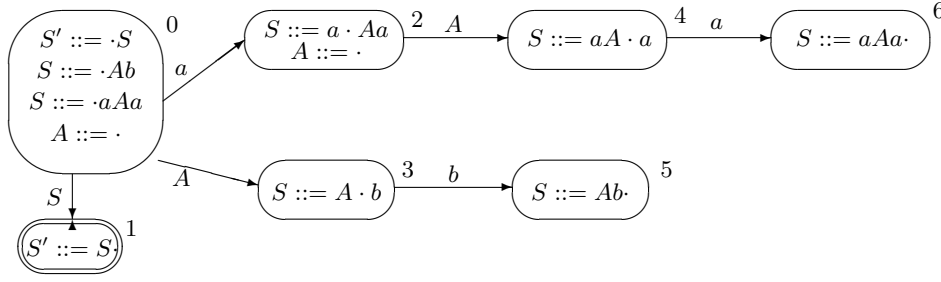 0
S′ ::= ·S
S ::= ·Ab
S ::= ·aAa
A ::= ·
a
2
S ::= a · Aa
A ::= ·
A
4
S ::= aA · a
a
6
S ::= aAa·
A
3
S ::= A · b
b
5
S ::= Ab·
S
1
S′ ::= S·